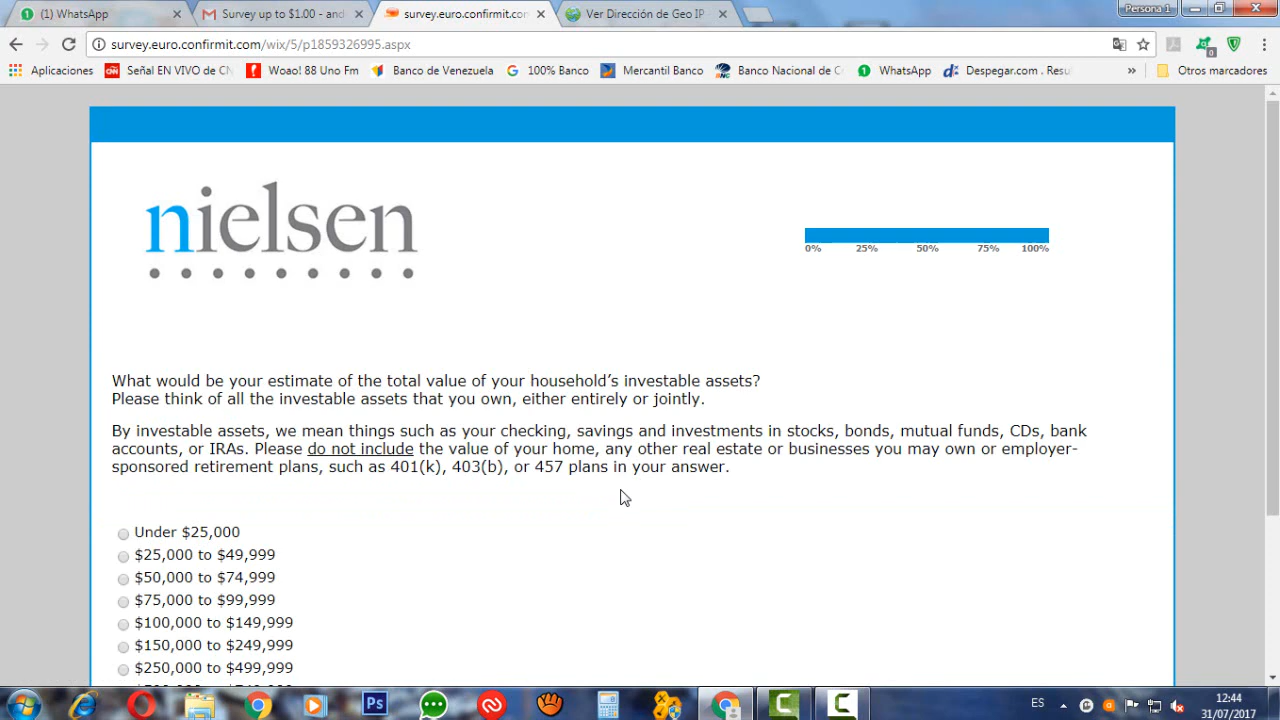 (1) WhatsApp
Survey up to $1.00 - and
survey.euro.confirmit.com
Ver Dirección de Geo IP
Persona 1
survey.euro.confirmit.com/wix/5/p1859326995.aspx
0
Aplicaciones
CNN
Señal EN VIVO de CN
Woao! 88 Uno Fm
Banco de Venezuela
G
100% Banco
Mercantil Banco
BNC
Banco Nacional de C
1
WhatsApp
Despegar.com . Resu
»
Otros marcadores
nielsen
0%
25%
50%
75%
100%
What would be your estimate of the total value of your household’s investable assets?
Please think of all the investable assets that you own, either entirely or jointly.
By investable assets, we mean things such as your checking, savings and investments in stocks, bonds, mutual funds, CDs, bank
accounts, or IRAs. Please do not include the value of your home, any other real estate or businesses you may own or employer-
sponsored retirement plans, such as 401(k), 403(b), or 457 plans in your answer.
Under $25,000
$25,000 to $49,999
$50,000 to $74,999
$75,000 to $99,999
$100,000 to $149,999
$150,000 to $249,999
$250,000 to $499,999
Ps
ES
12:44
31/07/2017